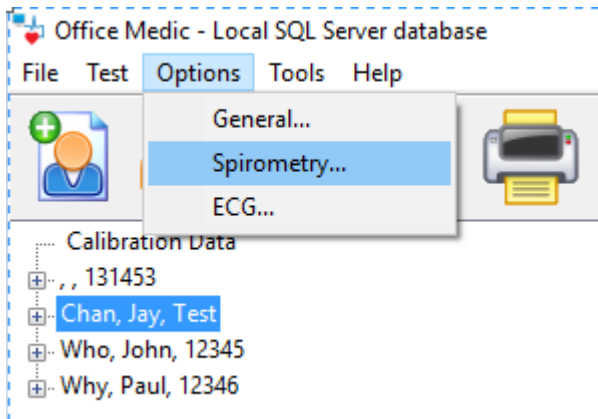 Office Medic - Local SQL Server database
File Test Options Tools Help
General...
Spirometry...
ECG...
Calibration Data
, , 131453
Chan, Jay, Test
Who, John, 12345
Why, Paul, 12346